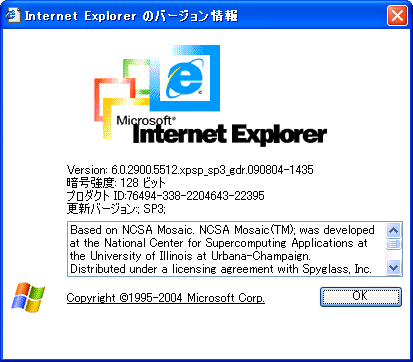 Internet Explorer のバージョン情報
Microsoft®
Internet Explorer
Version: 6.0.2900.5512.xpsp_sp3_gdr.090804-1435
暗号強度: 128 ビット
プロダクト ID:76494-338-2204643-22395
更新バージョン:; SP3;
Based on NCSA Mosaic. NCSA Mosaic(TM); was developed
at the National Center for Supercomputing Applications at
the University of Illinois at Urbana-Champaign.
Distributed under a licensing agreement with Spyglass, Inc.
Copyright ©1995-2004 Microsoft Corp.
OK